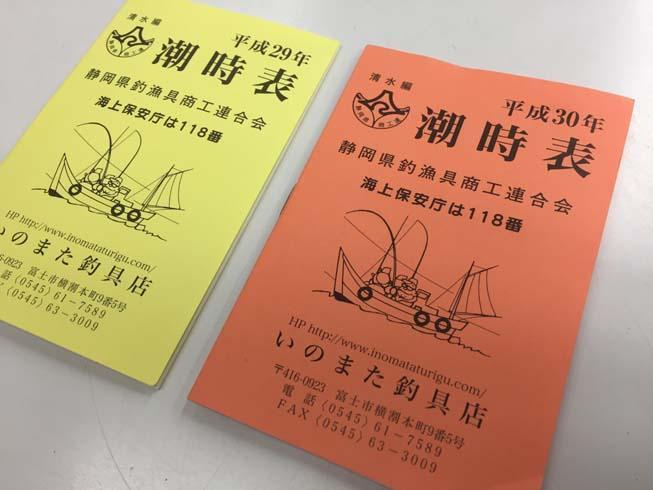 清水編
平成29年
潮時表
静岡県釣漁具商工連合会
海上保安庁は118番
HP http://www.inomataturigu.com/
いのまた釣具店
6-0923 富士市横割本町9番5号
話〈0545〉61-7589
X〈0545〉63-3009
清水編
平成30年
潮時表
静岡県釣漁具商工連合会
海上保安庁は118番
HP http://www.inomataturigu.com/
いのまた釣具店
〒416-0923 富士市横割本町9番5号
電話〈0545〉61-7589
FAX〈0545〉63-3009